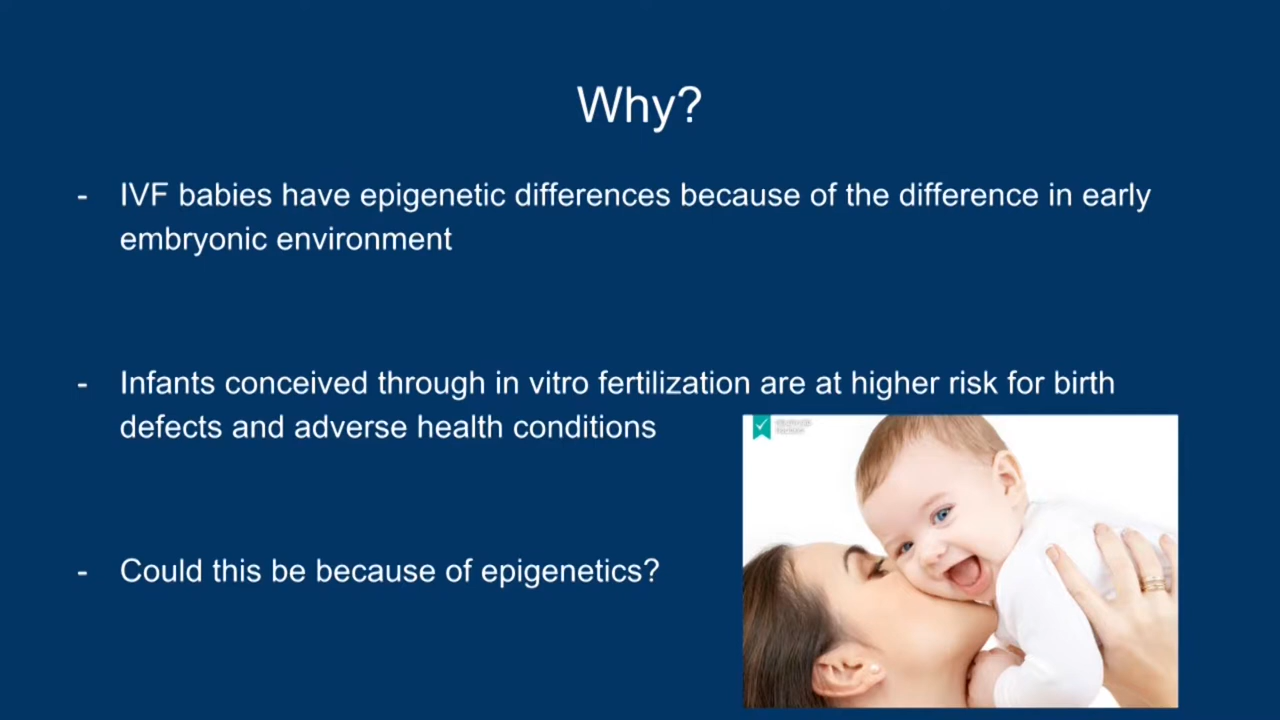 Why?
- IVF babies have epigenetic differences because of the difference in early
embryonic environment
- Infants conceived through in vitro fertilization are at higher risk for birth
defects and adverse health conditions
- Could this be because of epigenetics?